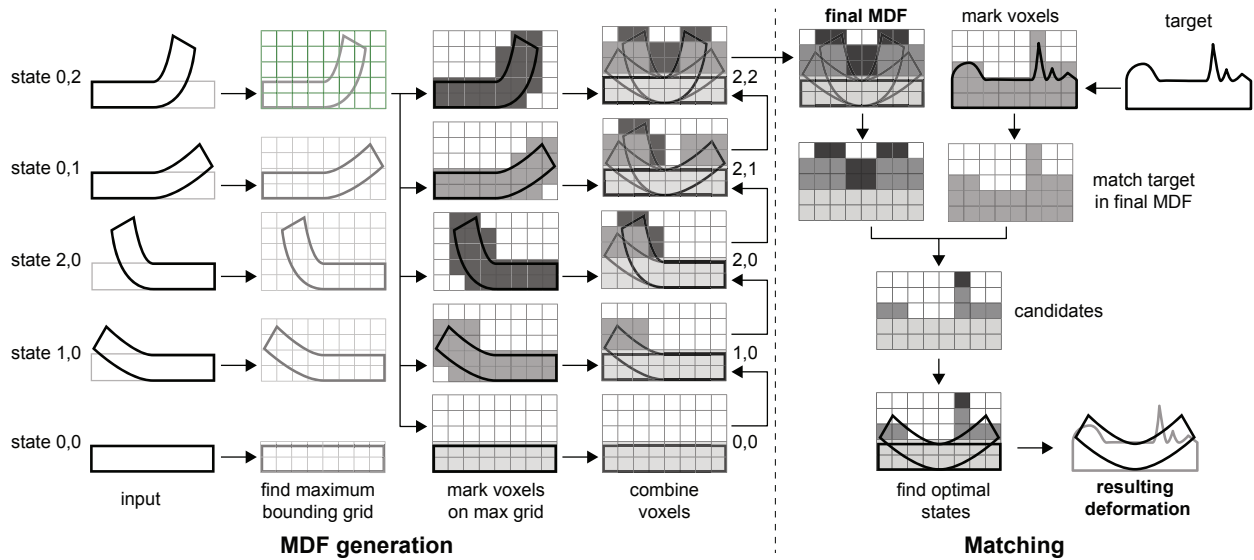 final MDF
mark voxels
target
state 0,2
2,2
state 0,1
2,1
match target
in final MDF
state 2,0
2,0
candidates
state 1,0
1,0
state 0,0
0,0
input
find maximum
bounding grid
mark voxels
on max grid
combine
voxels
find optimal
states
resulting
deformation
MDF generation
Matching